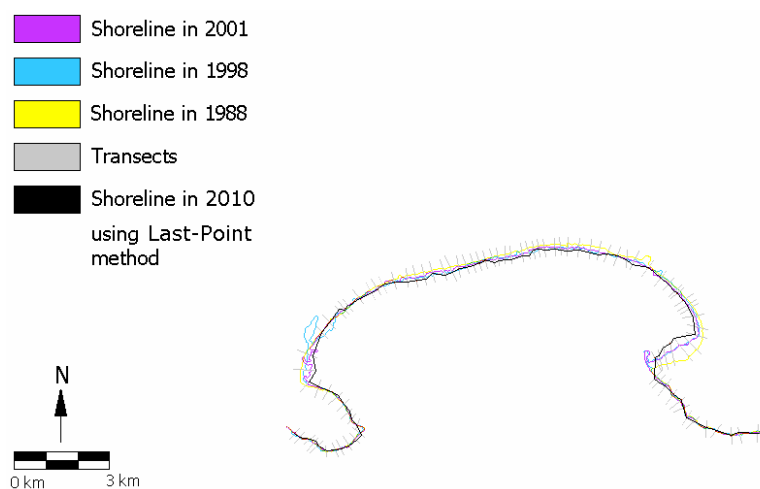 Shoreline in 2001
Shoreline in 1998
Shoreline in 1988
Transects
Shoreline in 2010
using Last-Point
method
N
0 km 3 km